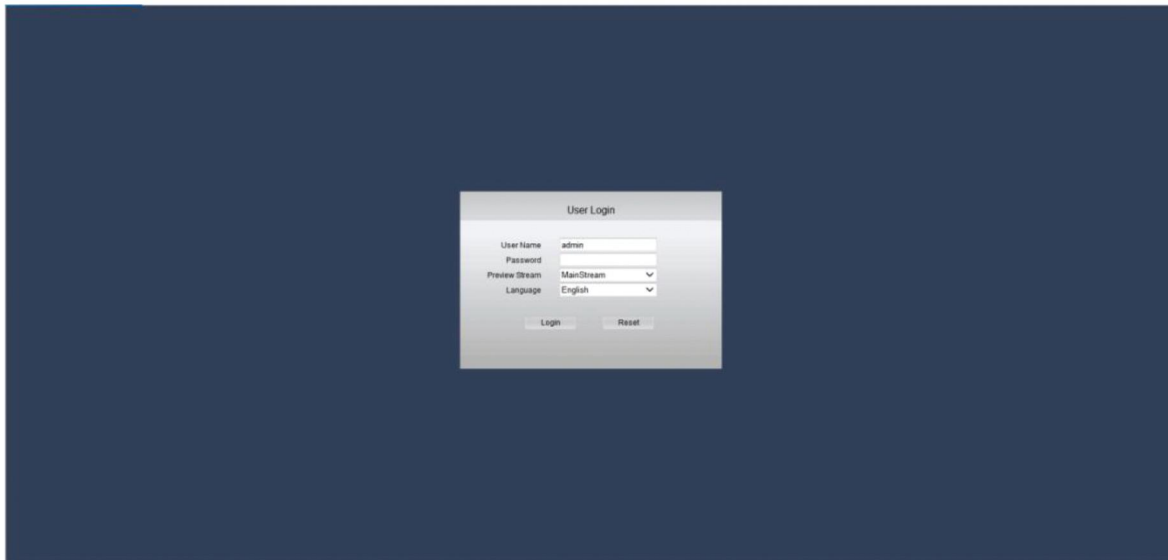 User Login
User Name admin
Password
Preview Stream MainStream
Language English
Login Reset